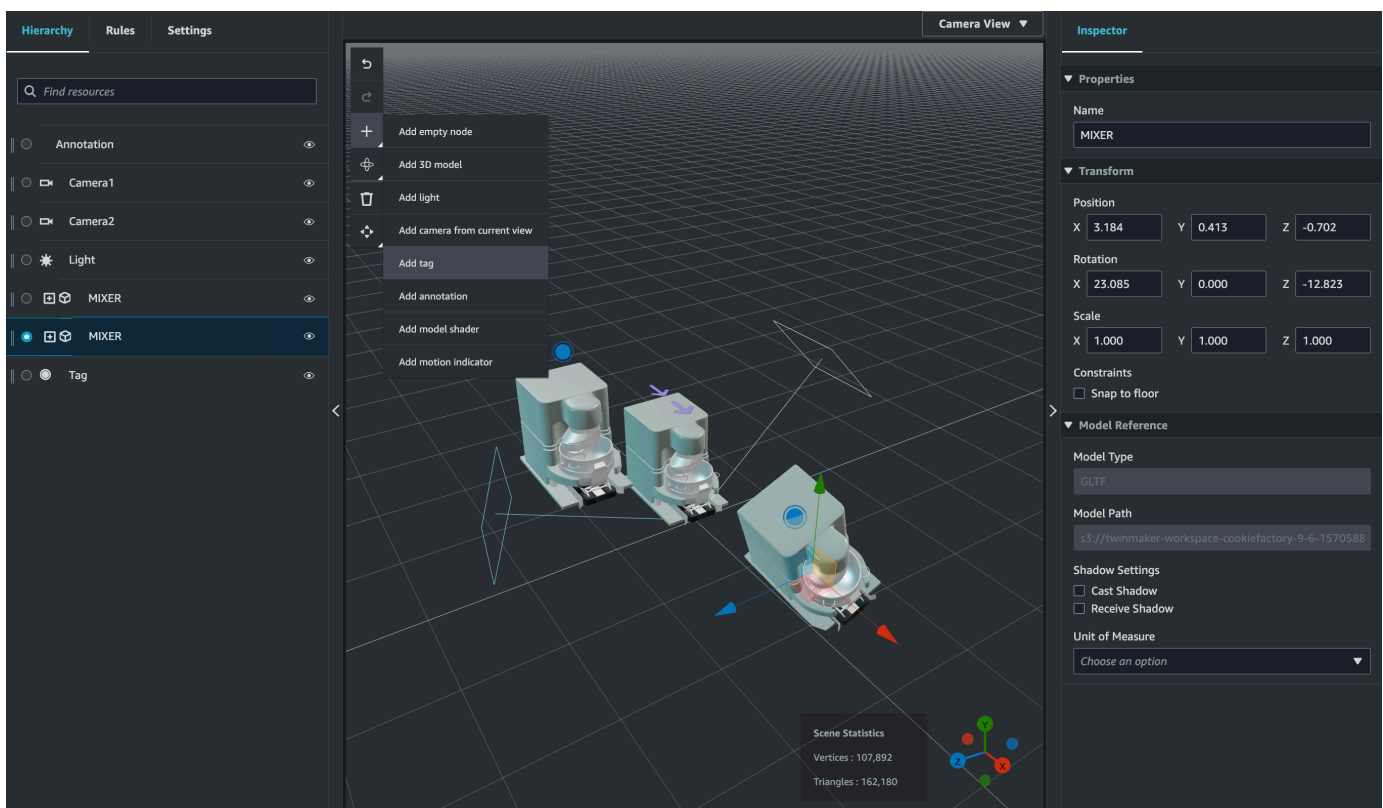 Hierarchy Rules Settings
Find resources
Annotation
Camera1
Camera2
Light
MIXER
MIXER
Tag
Camera View
Add empty node
Add 3D model
Add light
Add camera from current view
Add tag
Add annotation
Add model shader
Add motion indicator
Scene Statistics
Vertices : 107,892
Triangles : 162,180
Y
Z
X
Inspector
Properties
Name
MIXER
Transform
Position
X 3.184 Y 0.413 Z -0.702
Rotation
X 23.085 Y 0.000 Z -12.823
Scale
X 1.000 Y 1.000 Z 1.000
Constraints
Snap to floor
Model Reference
Model Type
GLTF
Model Path
s3://twinmaker-workspace-cookiefactory-9-6-1570588
Shadow Settings
Cast Shadow
Receive Shadow
Unit of Measure
Choose an option